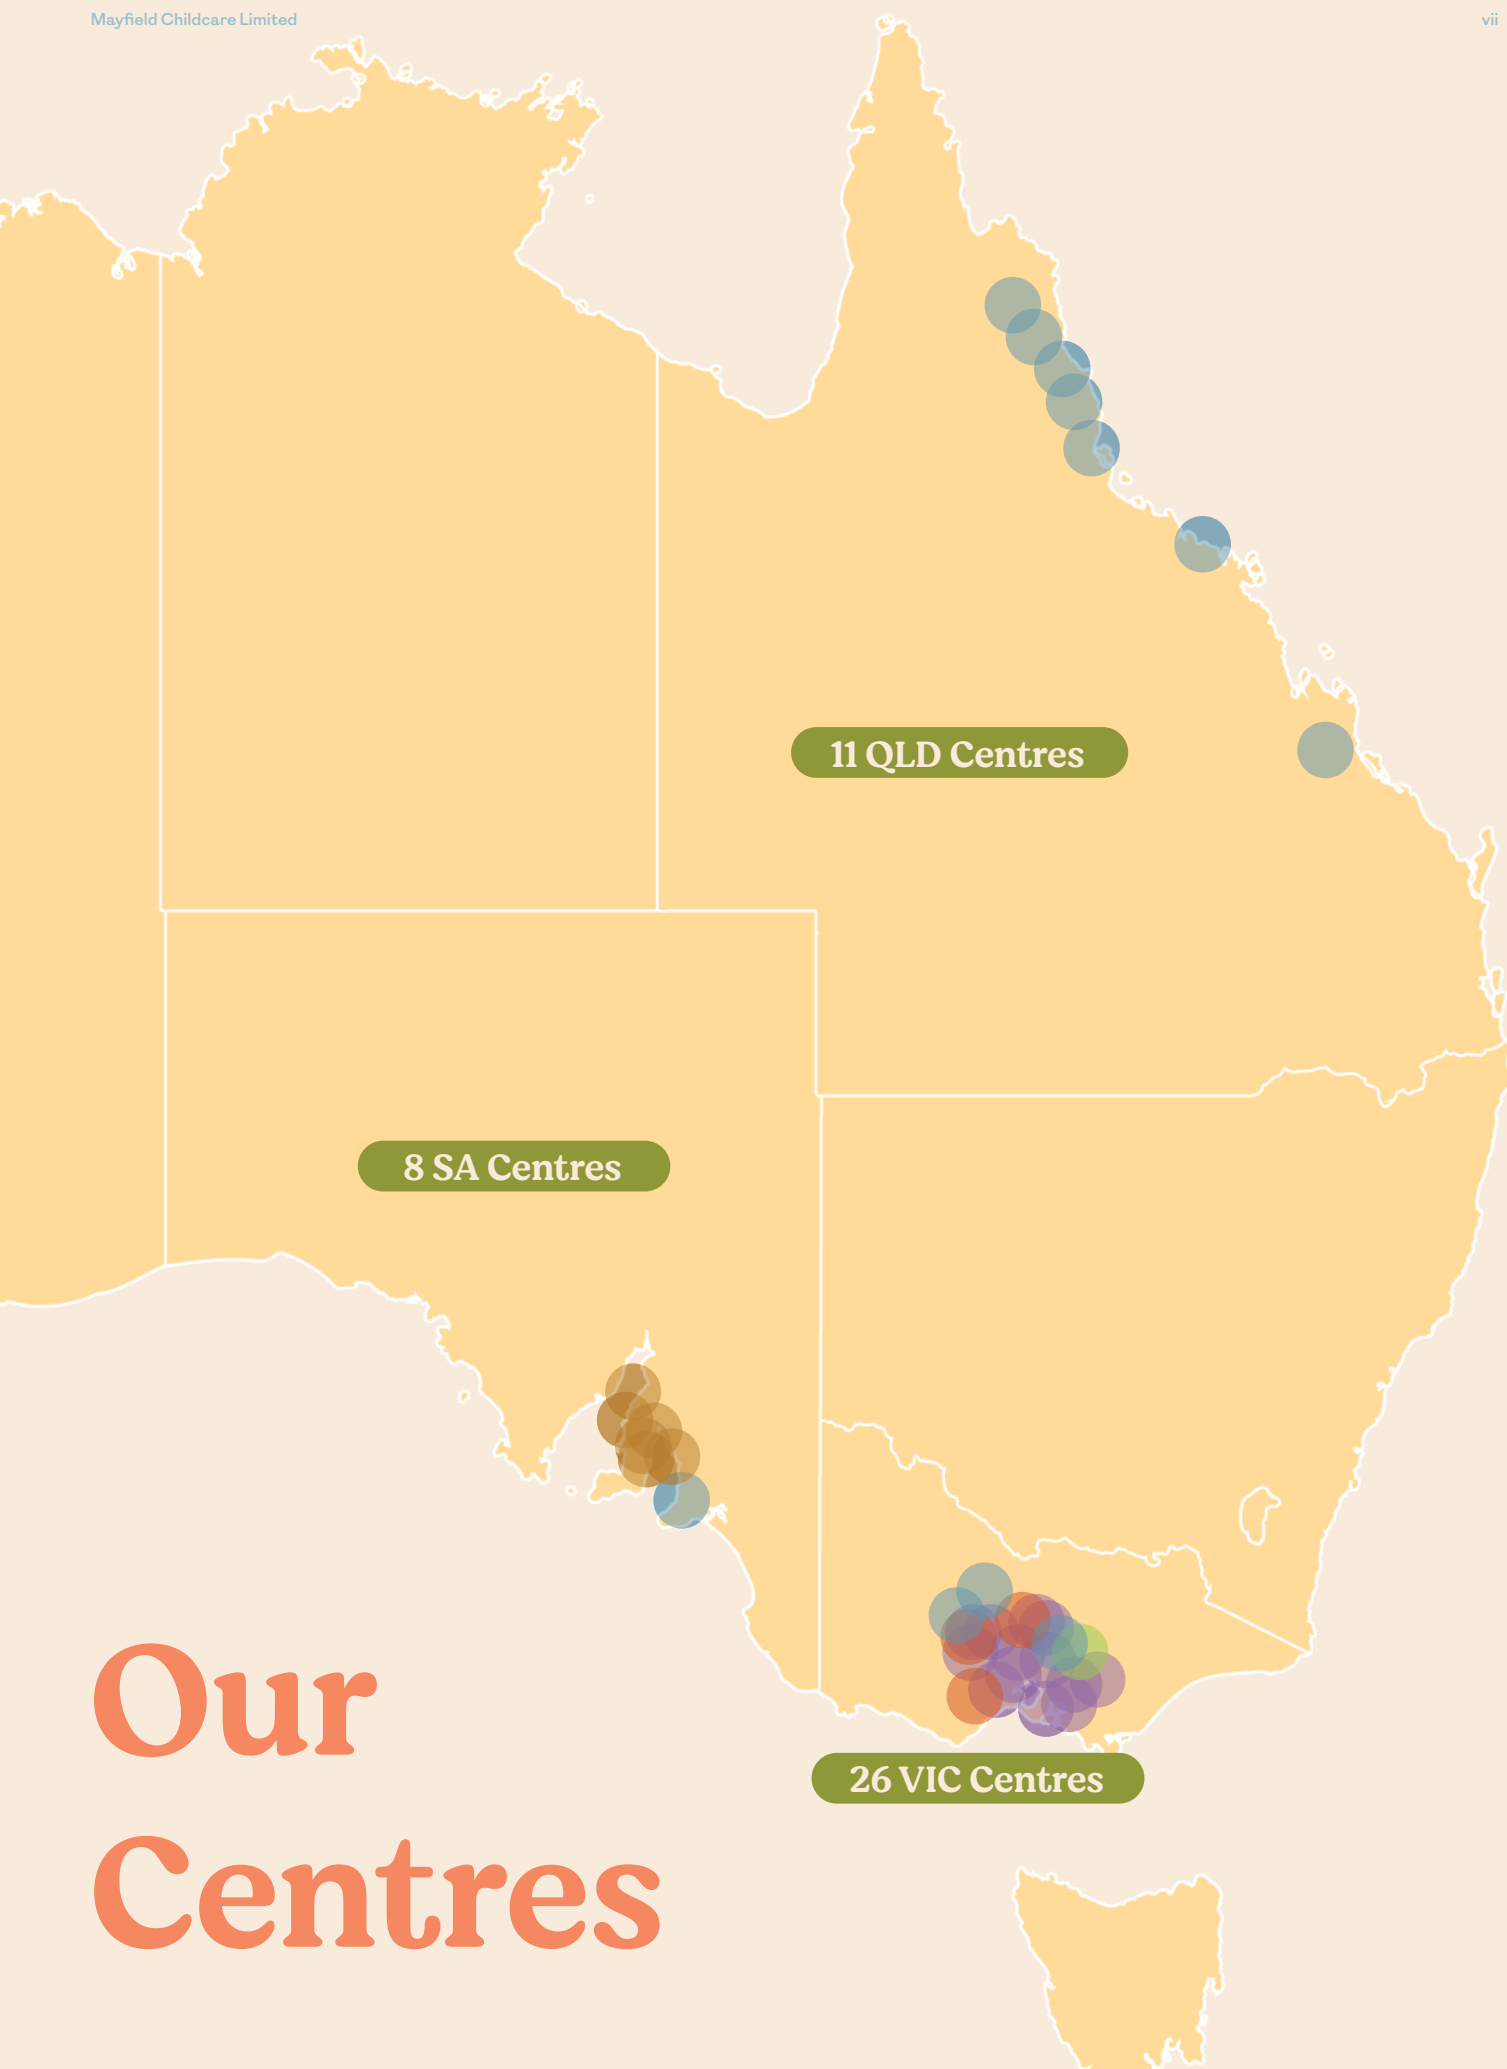 Mayfield Childcare Limited
vii
11 QLD Centres
8 SA Centres
26 VIC Centres
Our
Centres